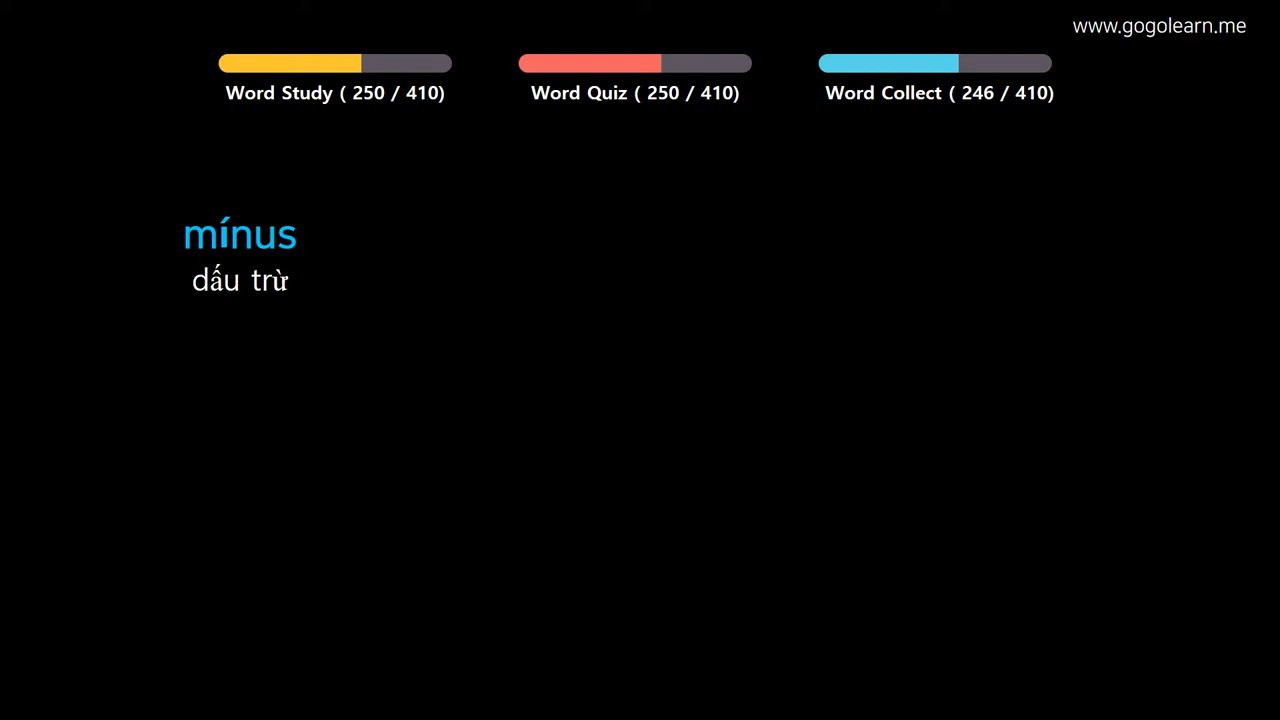 www.gogolearn.me
Word Study ( 250 / 410)
Word Quiz ( 250 / 410)
Word Collect ( 246 / 410)
mínus
dấu trừ